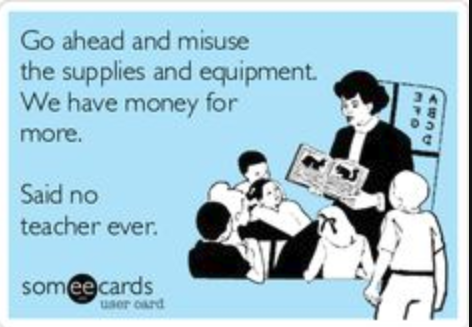 Go ahead and misuse
the supplies and equipment.
We have money for
more.
Said no
teacher ever.
someecards
user card
A B C D
E F G